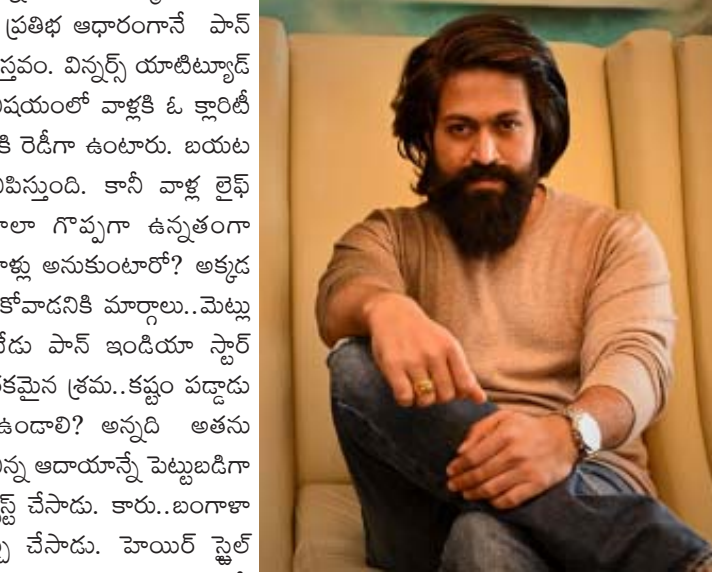 ప్రతిభ ఆధారంగానే పాన్
స్తవం. విన్నర్స్ యాటిట్యూడ్
షయంలో వాళ్లకి ఓ క్లారిటీ
కి రెడీగా ఉంటారు. బయట
పిస్తుంది. కానీ వాళ్ల లైఫ్
లా గొప్పగా ఉన్నతంగా
ళ్లు అనుకుంటారో? అక్కడ
కోవాడనికి మార్గాలు..మెట్లు
డు పాన్ ఇండియా స్టార్
కమైన శ్రమ..కష్టం పడ్డాడు
ఉండాలి? అన్నది అతను
న్న ఆదాయాన్నే పెట్టుబడిగా
స్ట్ చేసాడు. కారు..బంగాళా
చేసాడు. హెయిర్ స్టైల్